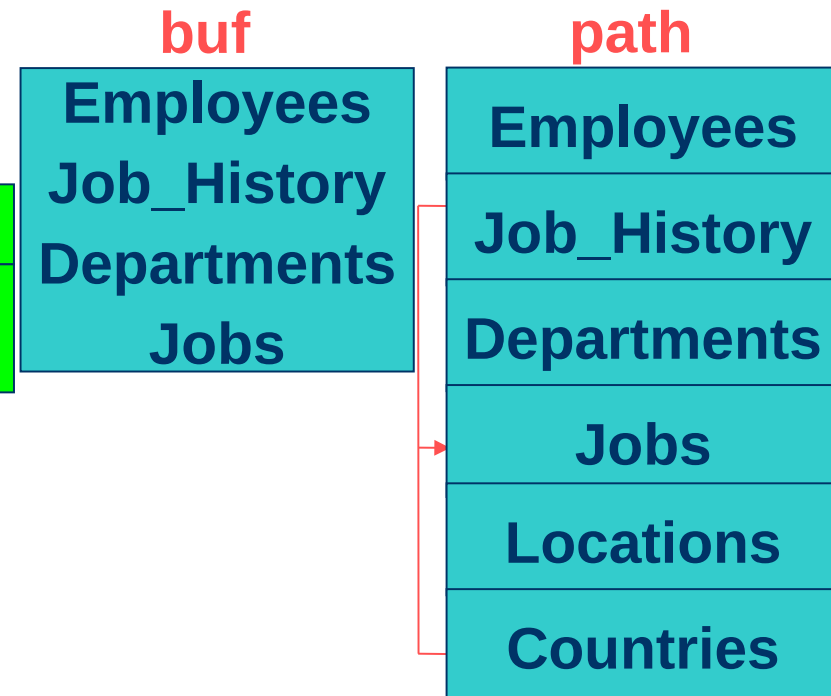 buf
Employees
Job_History
Departments
Jobs
path
Employees
Job_History
Departments
Jobs
Locations
Countries